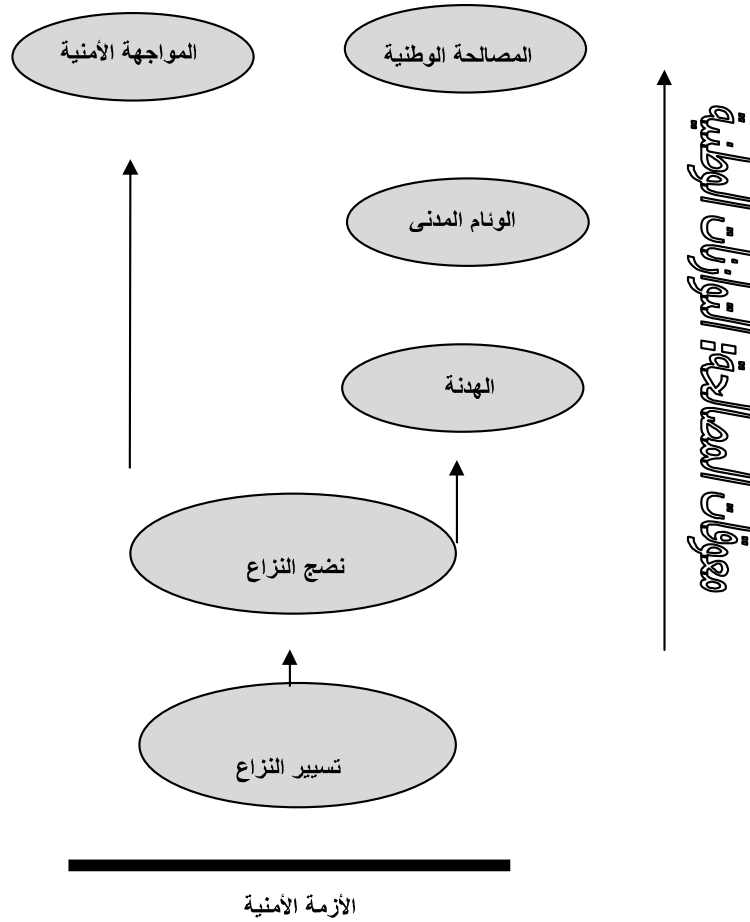 المصالحة الوطنية
المواجهة الأمنية
الوئام المدنى
الهدنة
نضج النزاع
تسيير النزاع
الأزمة الأمنية
معوقات المصالحة: التوازنات الوطنية